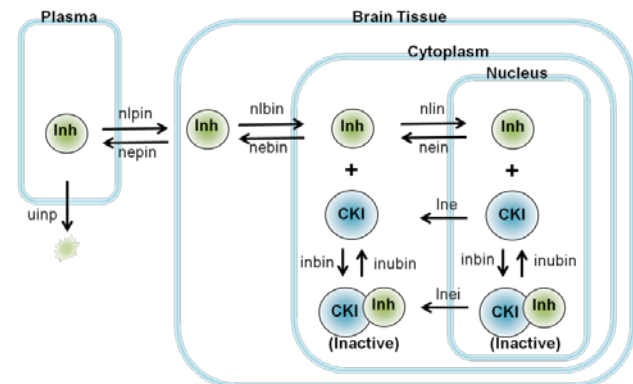 Plasma
Brain Tissue
Cytoplasm
Nucleus
nlpin
nlbin
nlin
Inh
Inh
Inh
Inh
nepin
nebin
nein
+
+
uinp
CKI
lne
CKI
inbin
inubin
inbin
inubin
CKI
Inh
lnei
CKI
Inh
(Inactive)
(Inactive)